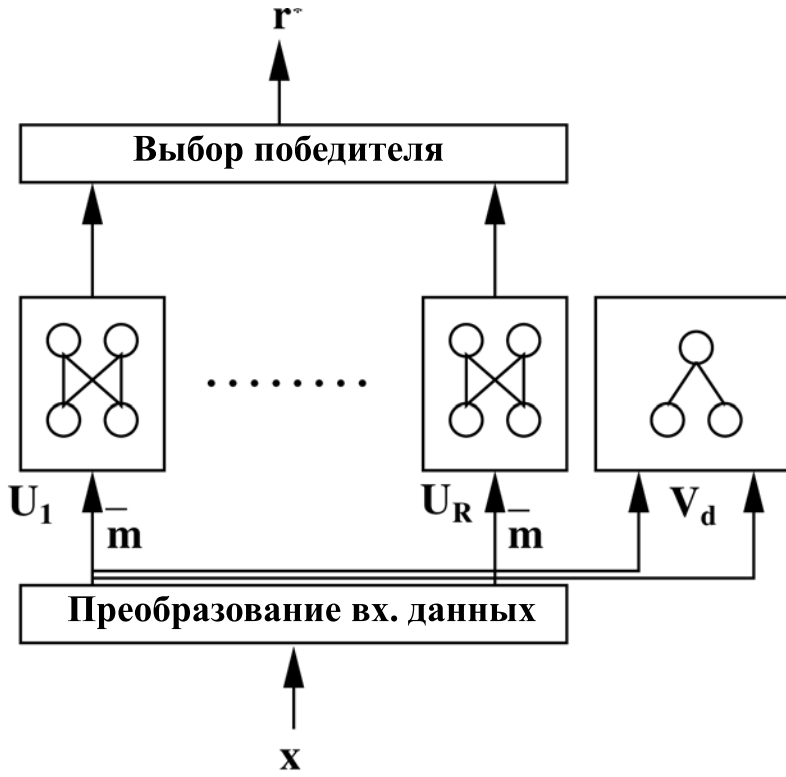 r*
Выбор победителя
U1 m̅ UR m̅ Vd
Преобразование вх. данных
x